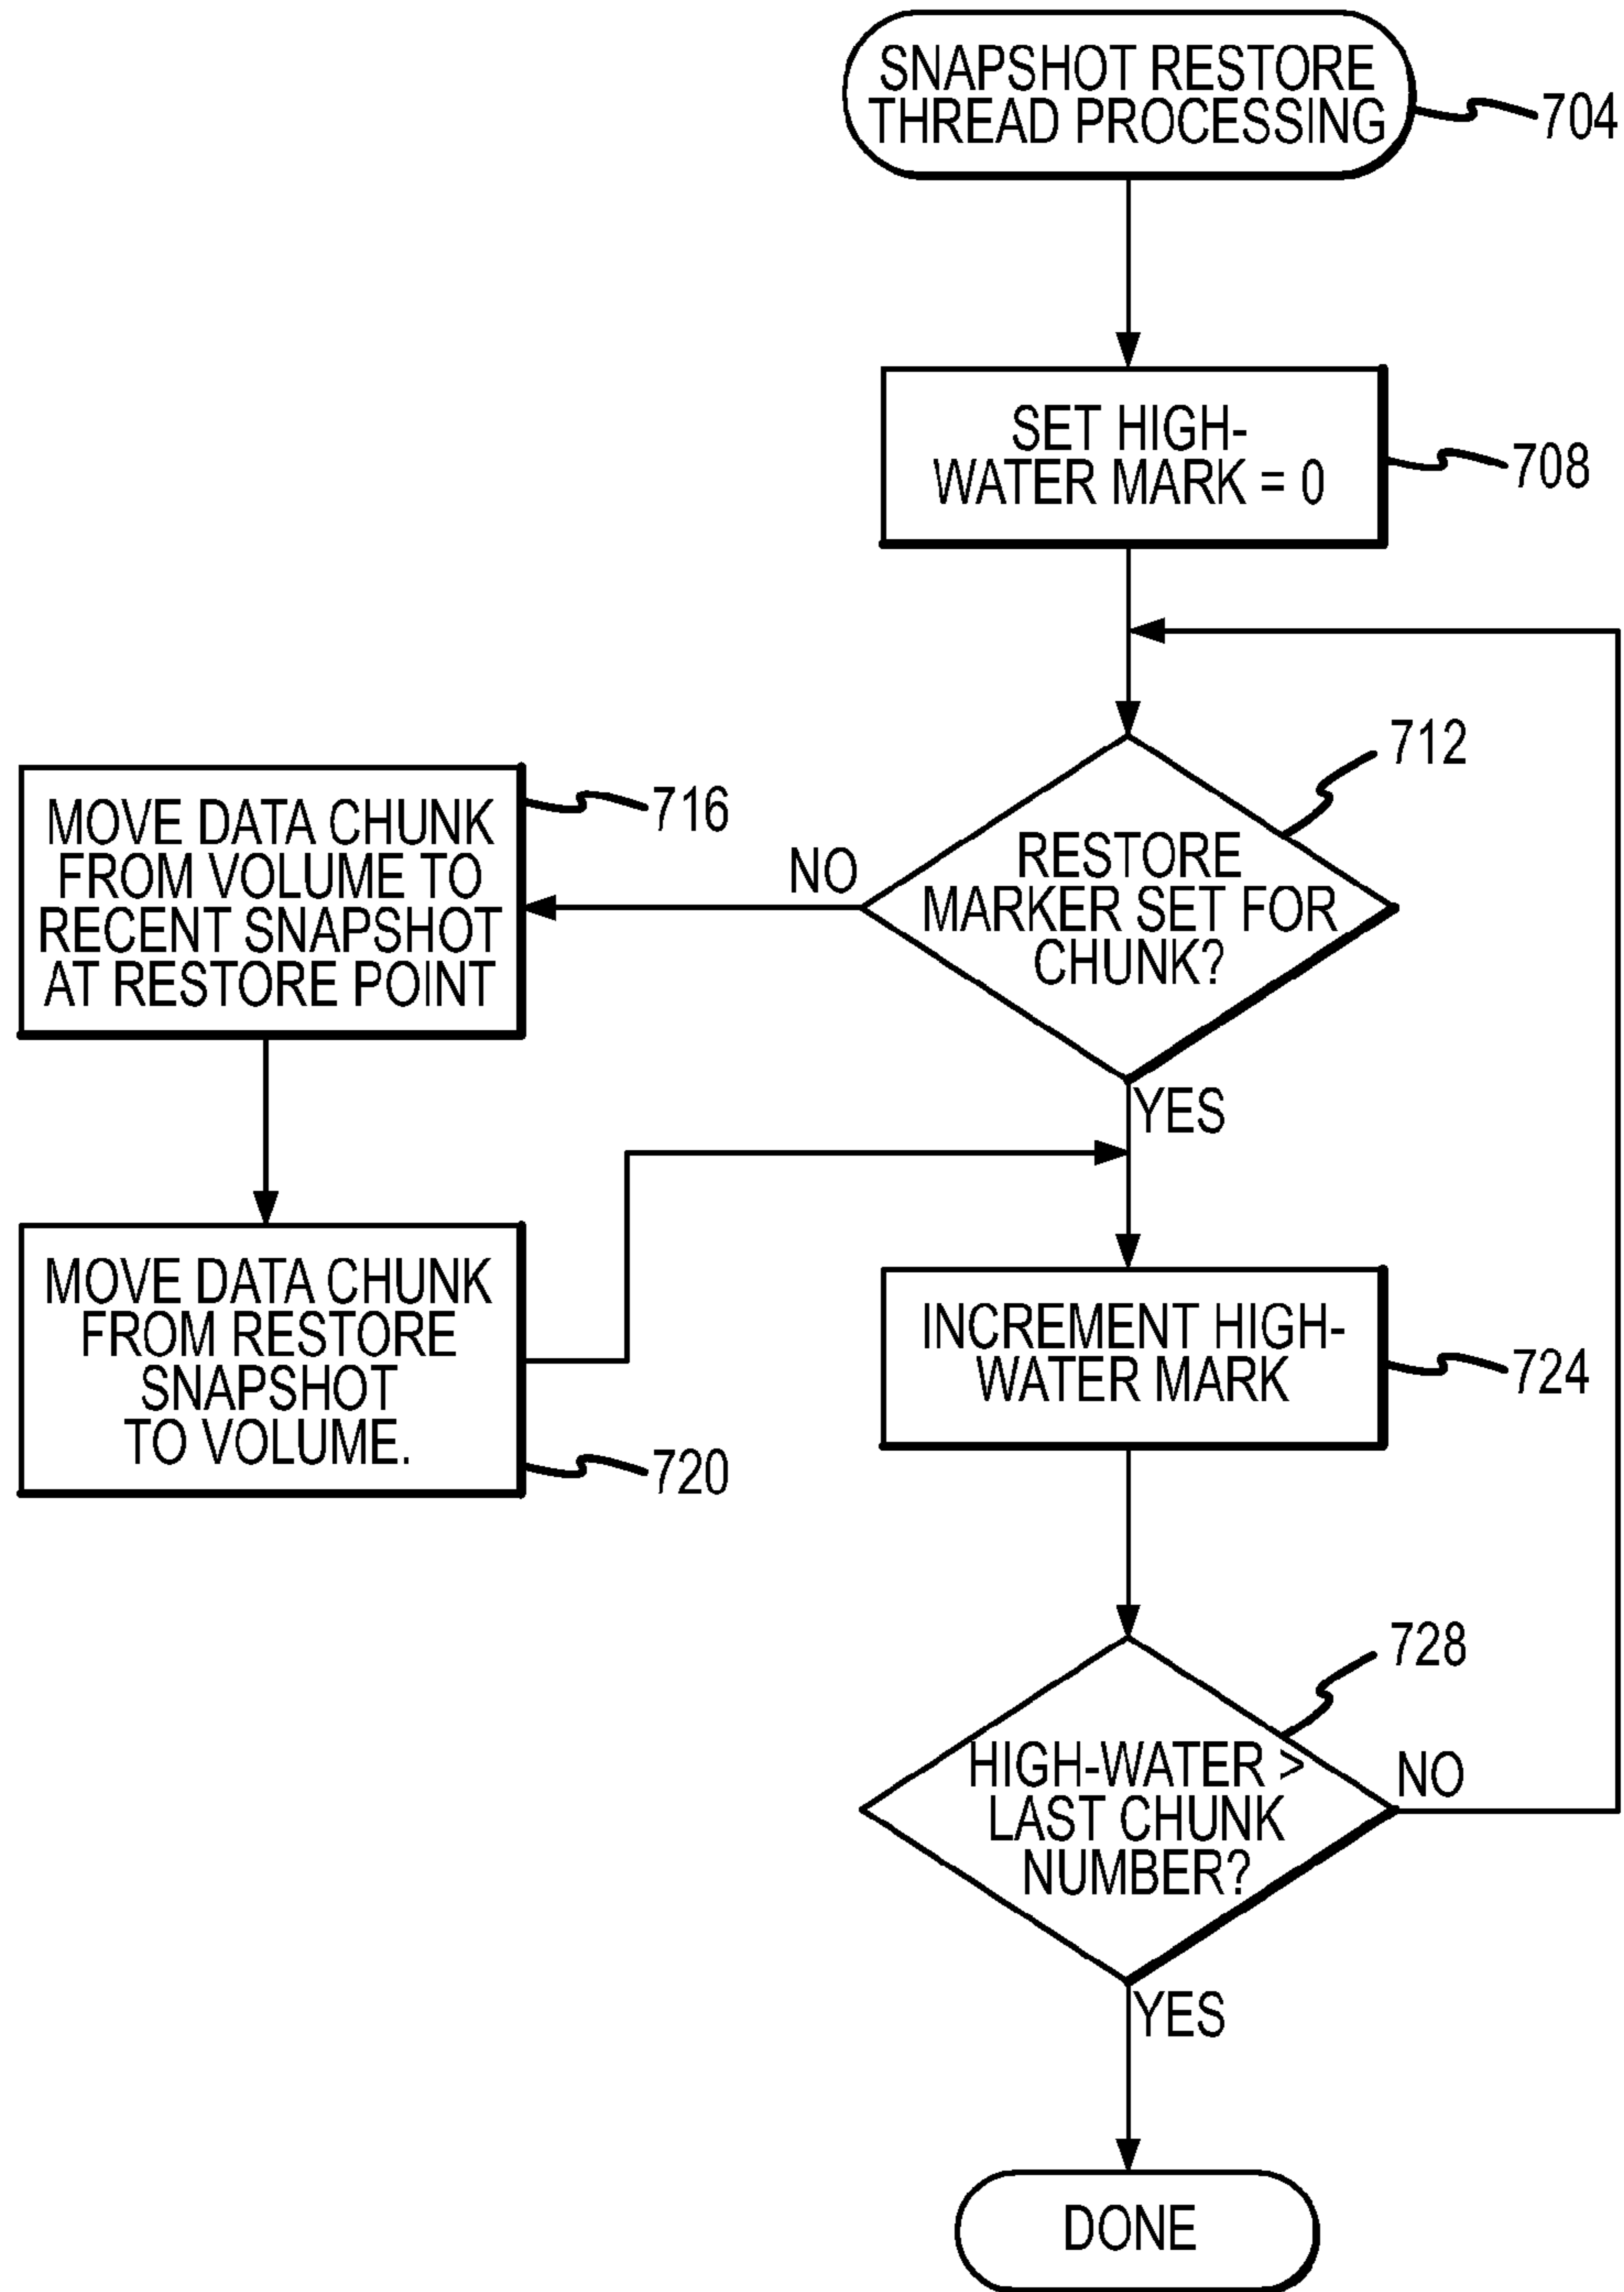 SNAPSHOT RESTORE
THREAD PROCESSING
704
SET HIGH-
WATER MARK = 0
708
712
RESTORE
MARKER SET FOR
CHUNK?
NO
YES
716
MOVE DATA CHUNK
FROM VOLUME TO
RECENT SNAPSHOT
AT RESTORE POINT
MOVE DATA CHUNK
FROM RESTORE
SNAPSHOT
TO VOLUME.
720
INCREMENT HIGH-
WATER MARK
724
728
HIGH-WATER >
LAST CHUNK
NUMBER?
NO
YES
DONE